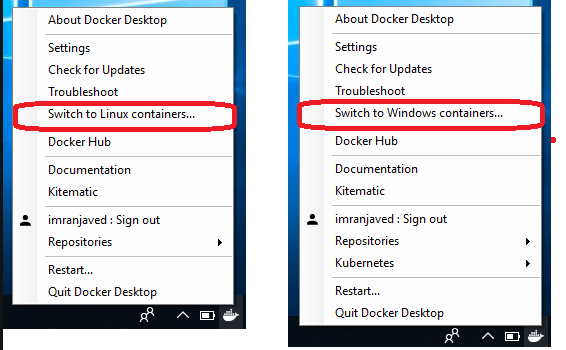 About Docker Desktop
Settings
Check for Updates
Troubleshoot
Switch to Linux containers...
Docker Hub
Documentation
Kitematic
imranjaved : Sign out
Repositories
Restart...
Quit Docker Desktop
About Docker Desktop
Settings
Check for Updates
Troubleshoot
Switch to Windows containers...
Docker Hub
Documentation
Kitematic
imranjaved : Sign out
Repositories
Kubernetes
Restart...
Quit Docker Desktop